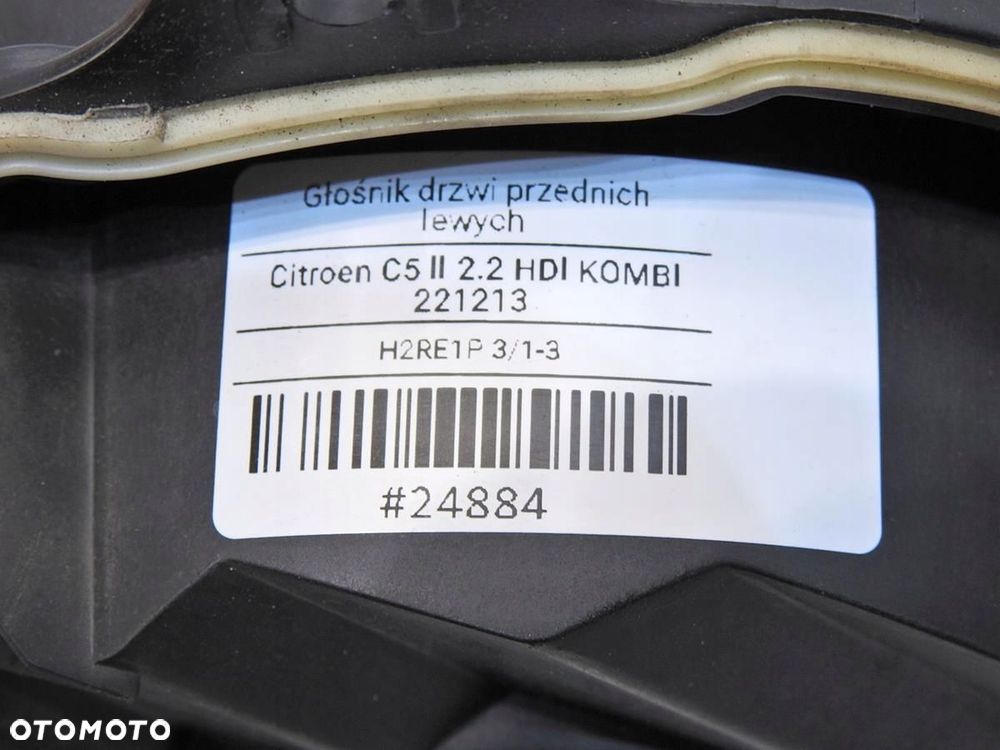 Głośnik drzwi przednich
lewych
Citroen C5 II 2.2 HDI KOMBI
221213
H2RE1P 3/1-3
#24884
OTOMOTO